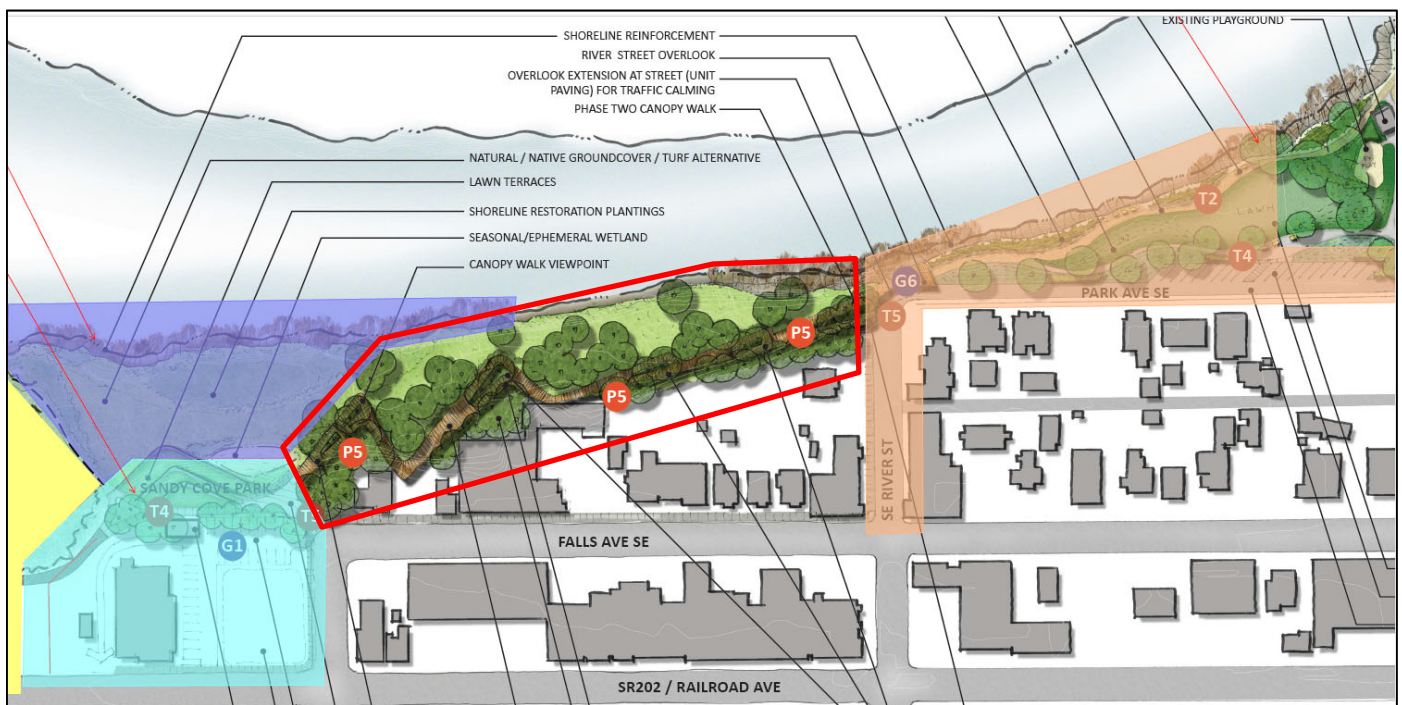 EXISTING PLAYGROUND
SHORELINE REINFORCEMENT
RIVER STREET OVERLOOK
OVERLOOK EXTENSION AT STREET (UNIT
PAVING) FOR TRAFFIC CALMING
PHASE TWO CANOPY WALK
NATURAL / NATIVE GROUNDCOVER / TURF ALTERNATIVE
LAWN TERRACES
SHORELINE RESTORATION PLANTINGS
SEASONAL/EPHEMERAL WETLAND
CANOPY WALK VIEWPOINT
T2
LAWN
T4
G6
PARK AVE SE
T5
P5
P5
P5
SANDY COVE PARK
T4
G1
SE RIVER ST
FALLS AVE SE
SR202 / RAILROAD AVE